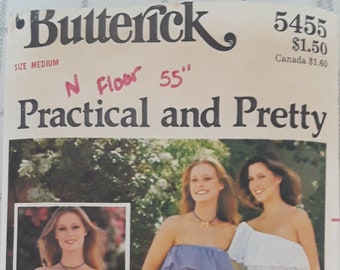 Butterick
5455
$1.50
Canada $1.60
SIZE MEDIUM
N Floor 55"
Practical and Pretty